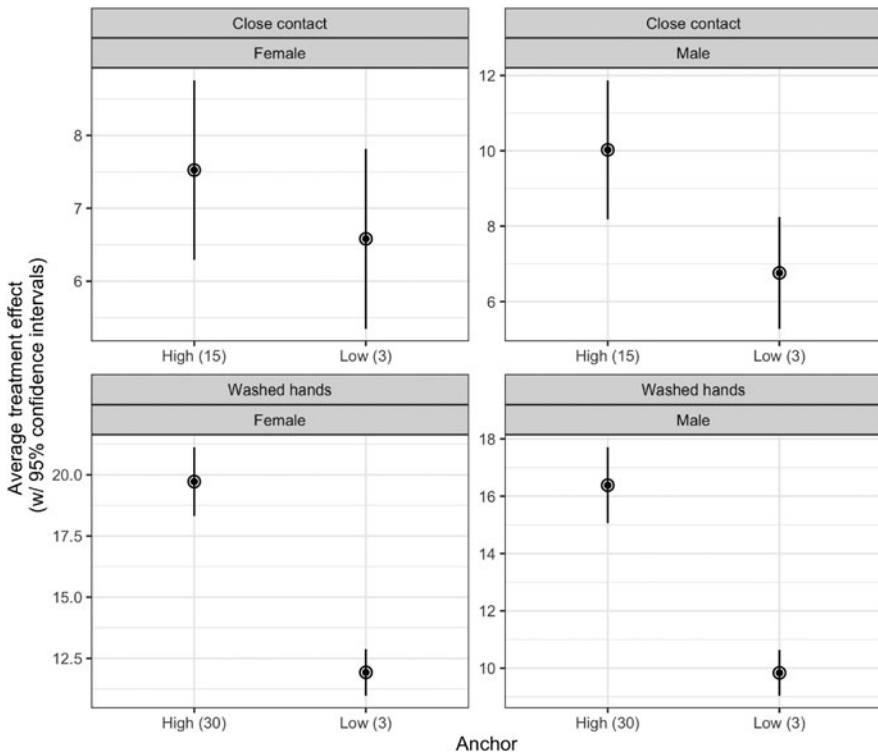 Close contact
Female
8
7
6
High (15) Low (3)
Close contact
Male
12
10
8
6
High (15) Low (3)
Washed hands
Female
20.0
17.5
15.0
12.5
High (30) Low (3)
Washed hands
Male
18
16
14
12
10
High (30) Low (3)
Average treatment effect
(w/ 95% confidence intervals)
Anchor